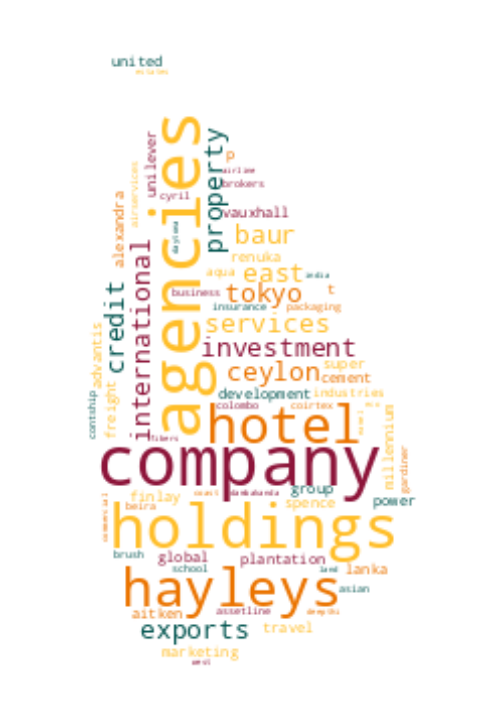 united
estates
agencies
property
p
unilever
airline
brokers
cyril
airservices
alexandra
vauxhall
daytona
baur
renuka
international
aqua
east
india
business
tokyo
t
credit
insurance
packaging
services
advantis
investment
ceylon
super
cement
freight
development
industries
contship
colombo
coirtex
hotel
millennium
fibers
company
gardiner
coast
dambakanda
group
finlay
commercial
beira
spence
power
holdings
brush
global
plantation
school
land
lanka
hayleys
asian
aitken
assetline
deepthi
exports
travel
marketing
west